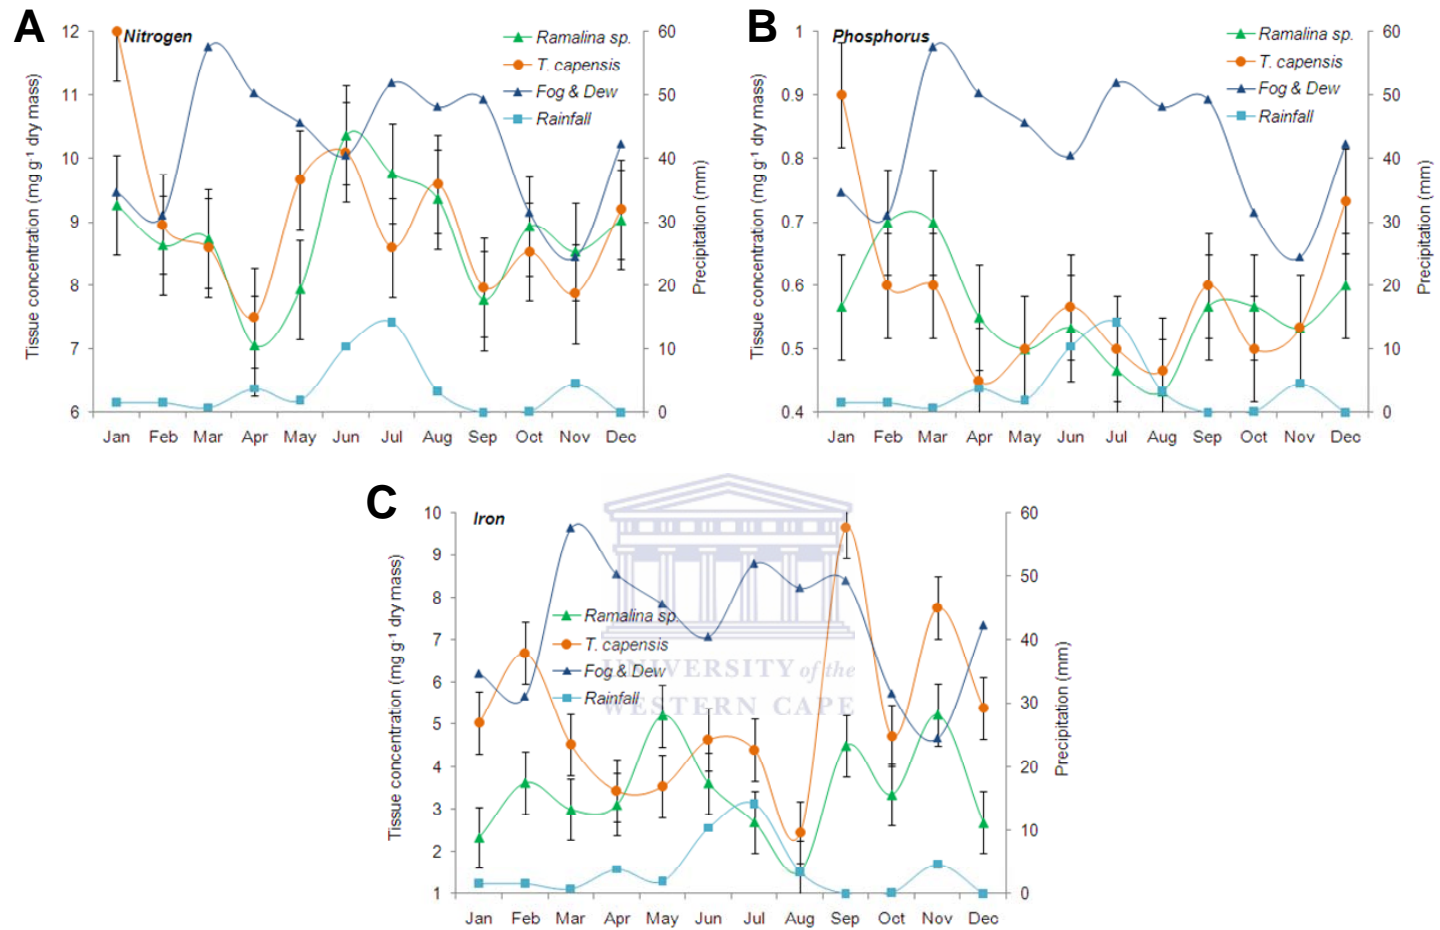 A
Nitrogen
Ramalina sp.
T. capensis
Fog & Dew
Rainfall
12
11
10
9
8
7
6
60
50
40
30
20
10
0
Tissue concentration (mg g⁻¹ dry mass)
Precipitation (mm)
Jan Feb Mar Apr May Jun Jul Aug Sep Oct Nov Dec
B
Phosphorus
Ramalina sp.
T. capensis
Fog & Dew
Rainfall
1
0.9
0.8
0.7
0.6
0.5
0.4
60
50
40
30
20
10
0
Tissue concentration (mg g⁻¹ dry mass)
Precipitation (mm)
Jan Feb Mar Apr May Jun Jul Aug Sep Oct Nov Dec
C
Iron
Ramalina sp.
T. capensis
Fog & Dew
Rainfall
10
9
8
7
6
5
4
3
2
1
60
50
40
30
20
10
0
Tissue concentration (mg g⁻¹ dry mass)
Precipitation (mm)
Jan Feb Mar Apr May Jun Jul Aug Sep Oct Nov Dec
UNIVERSITY of the
WESTERN CAPE